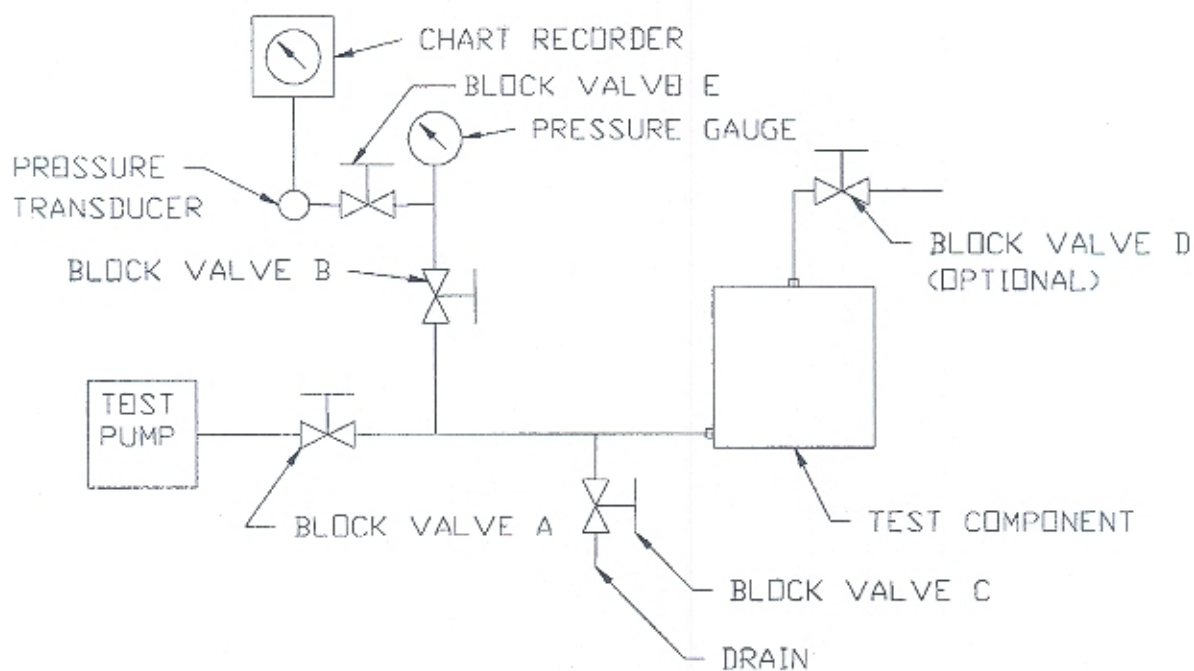 CHART RECORDER
BLOCK VALVE E
PRESSURE GAUGE
PRESSURE
TRANSDUCER
BLOCK VALVE D
(OPTIONAL)
BLOCK VALVE B
TEST
PUMP
BLOCK VALVE A
TEST COMPONENT
BLOCK VALVE C
DRAIN